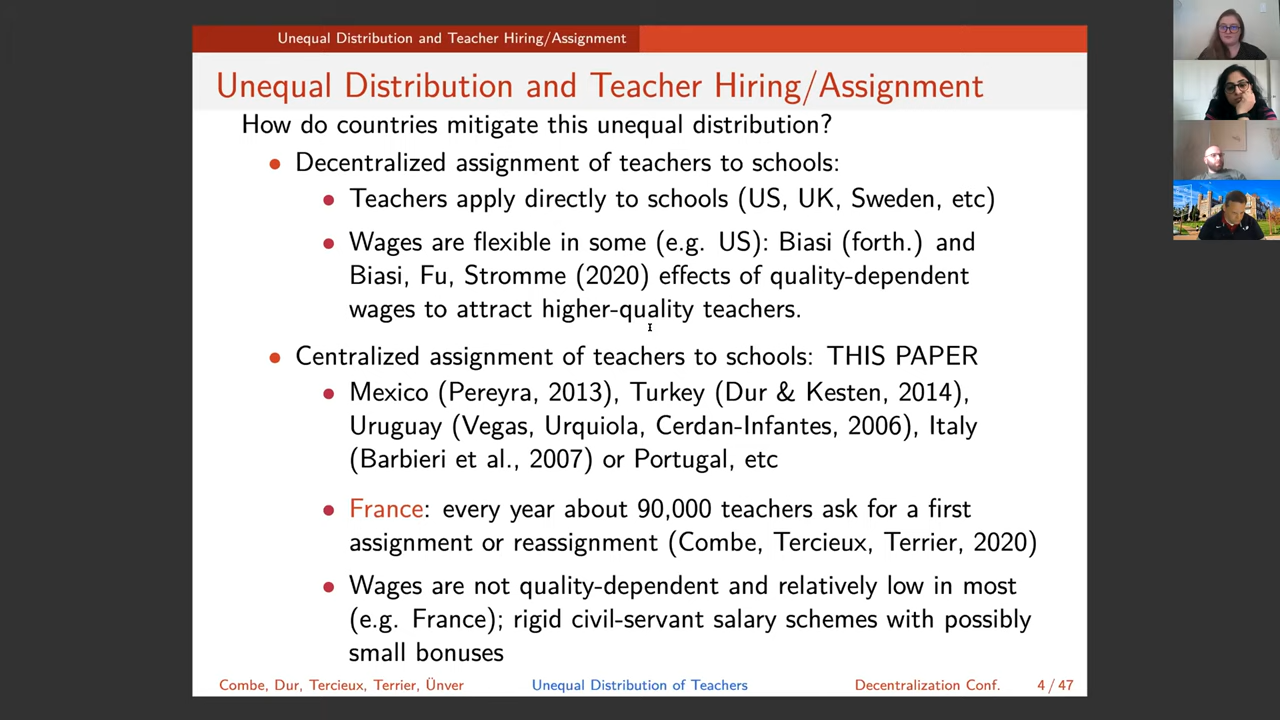 Unequal Distribution and Teacher Hiring/Assignment
Unequal Distribution and Teacher Hiring/Assignment
How do countries mitigate this unequal distribution?
• Decentralized assignment of teachers to schools:
• Teachers apply directly to schools (US, UK, Sweden, etc)
• Wages are flexible in some (e.g. US): Biasi (forth.) and
Biasi, Fu, Stromme (2020) effects of quality-dependent
wages to attract higher-quality teachers.
• Centralized assignment of teachers to schools: THIS PAPER
• Mexico (Pereyra, 2013), Turkey (Dur & Kesten, 2014),
Uruguay (Vegas, Urquiola, Cerdan-Infantes, 2006), Italy
(Barbieri et al., 2007) or Portugal, etc
• France: every year about 90,000 teachers ask for a first
assignment or reassignment (Combe, Tercieux, Terrier, 2020)
• Wages are not quality-dependent and relatively low in most
(e.g. France); rigid civil-servant salary schemes with possibly
small bonuses
Combe, Dur, Tercieux, Terrier, Ünver Unequal Distribution of Teachers Decentralization Conf. 4 / 47